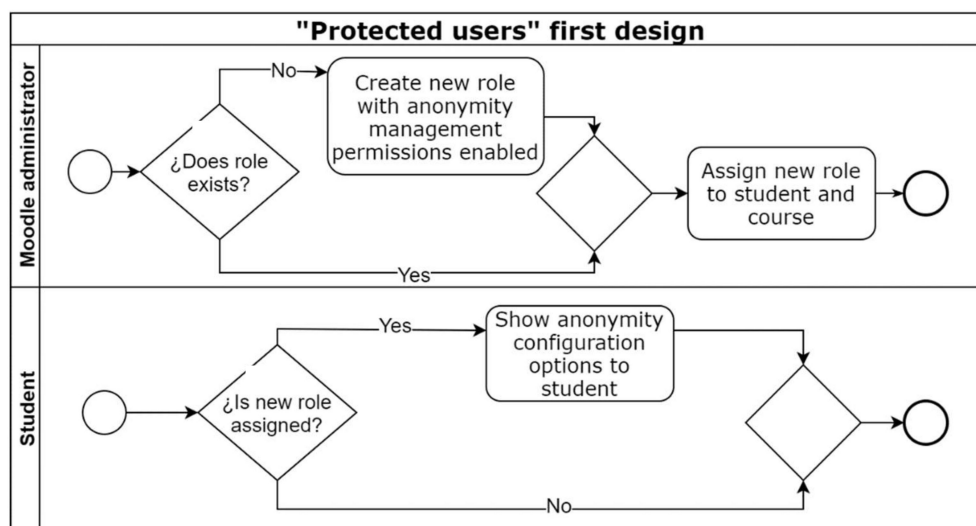 "Protected users" first design
Moodle administrator
No
Create new role
with anonymity
management
permissions enabled
¿Does role
exists?
Assign new role
to student and
course
Yes
Student
Yes
Show anonymity
configuration
options to
student
¿Is new role
assigned?
No